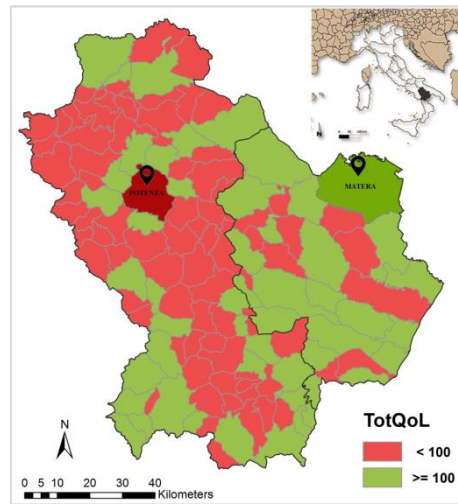 POTENZA
MATERA
N
TotQoL
< 100
>= 100
0 5 10 20 30 40
Kilometers